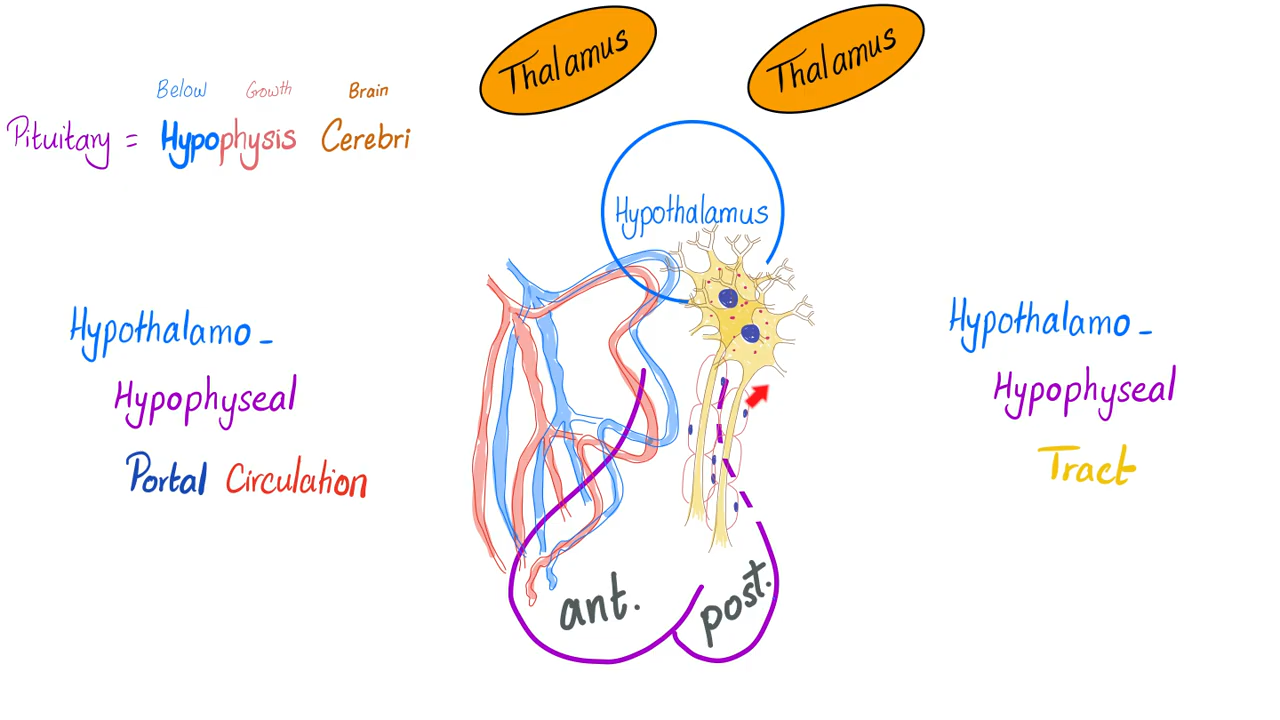 Thalamus
Thalamus
Below Growth Brain
Pituitary = Hypophysis Cerebri
Hypothalamus
Hypothalamo -
Hypophyseal
Portal Circulation
Hypothalamo -
Hypophyseal
Tract
ant.
post.